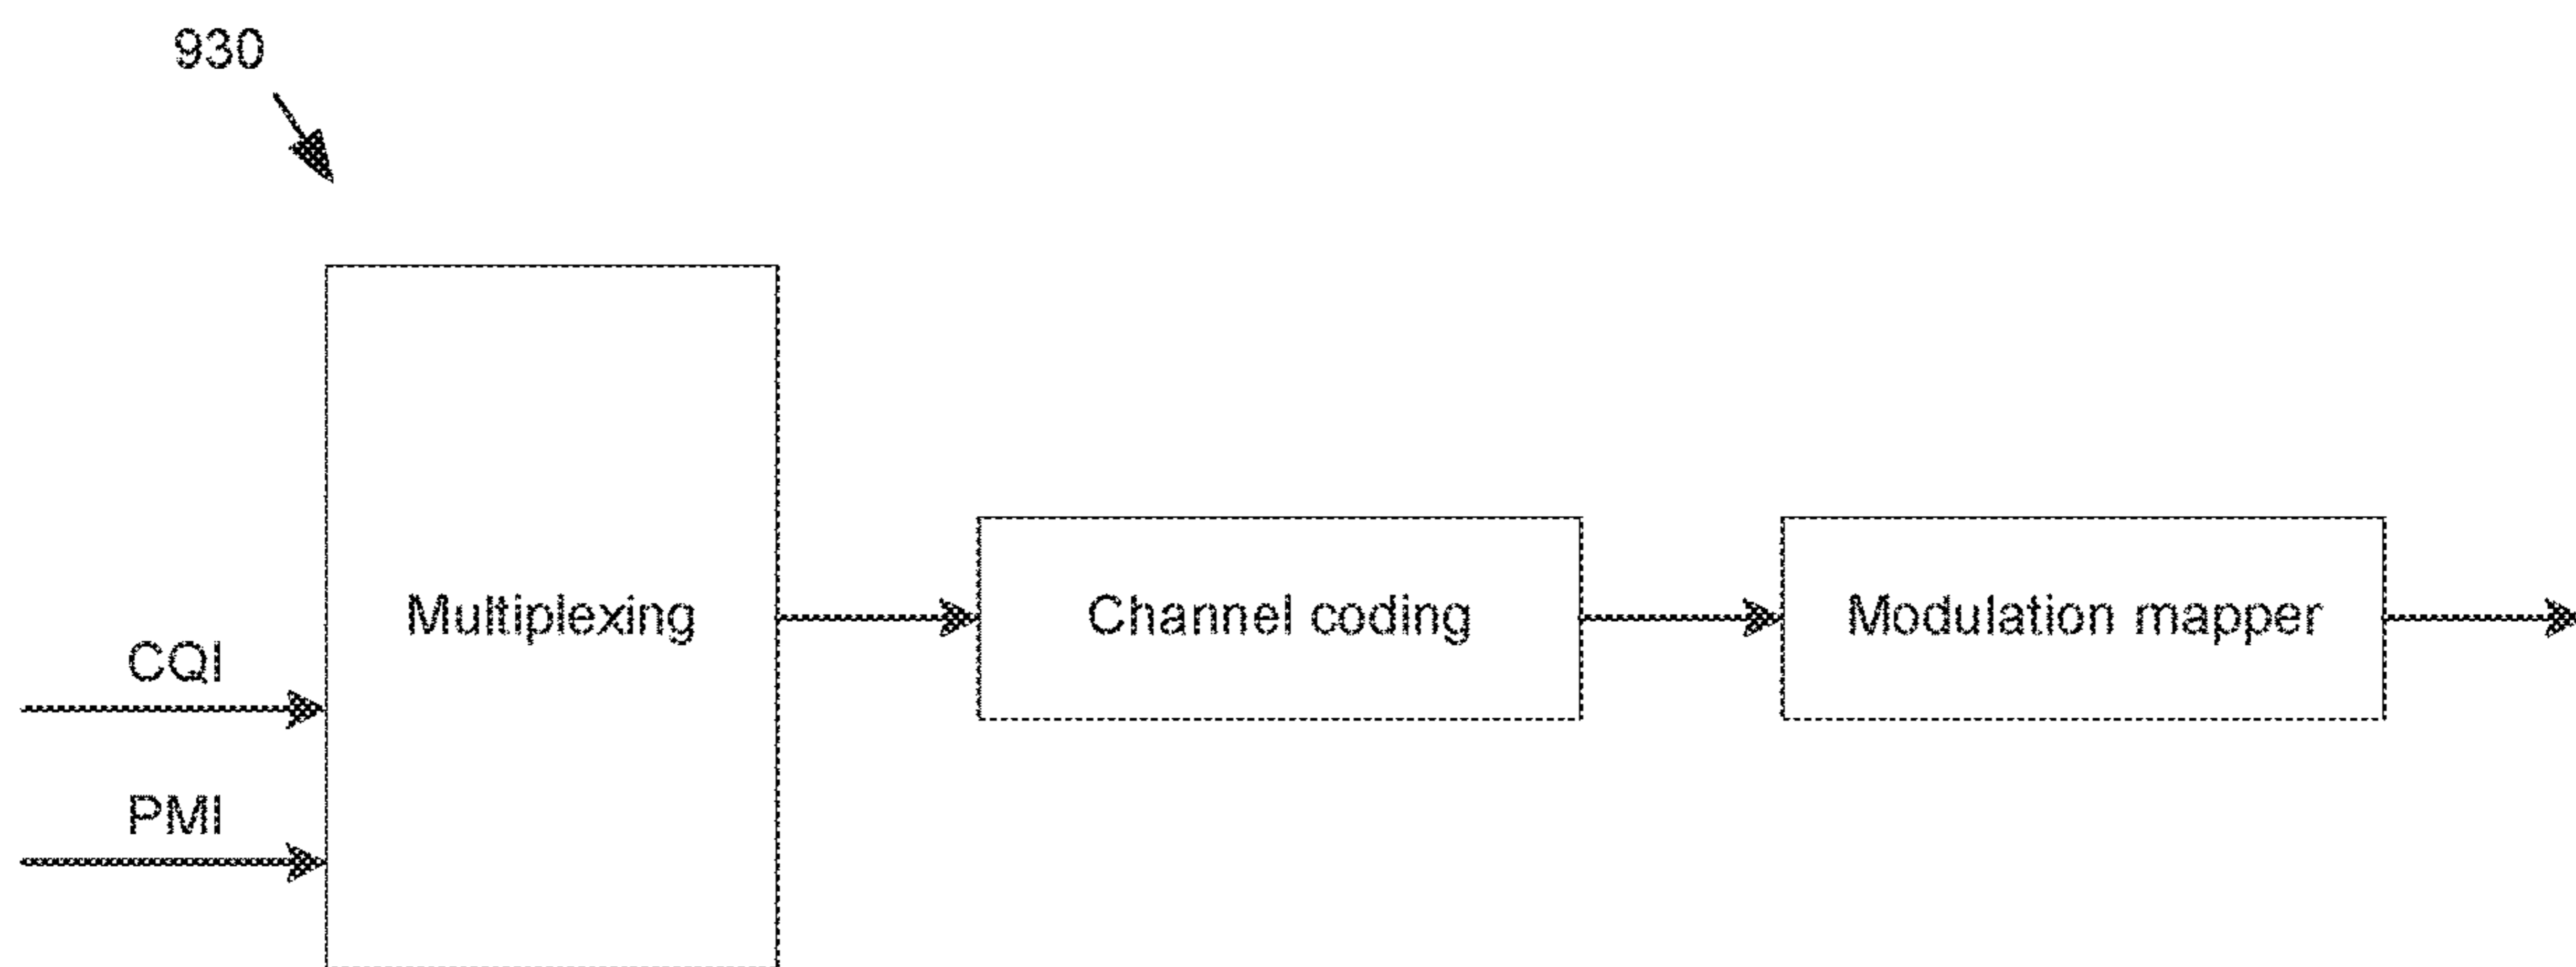 930
Multiplexing
Channel coding
Modulation mapper
CQI
PMI